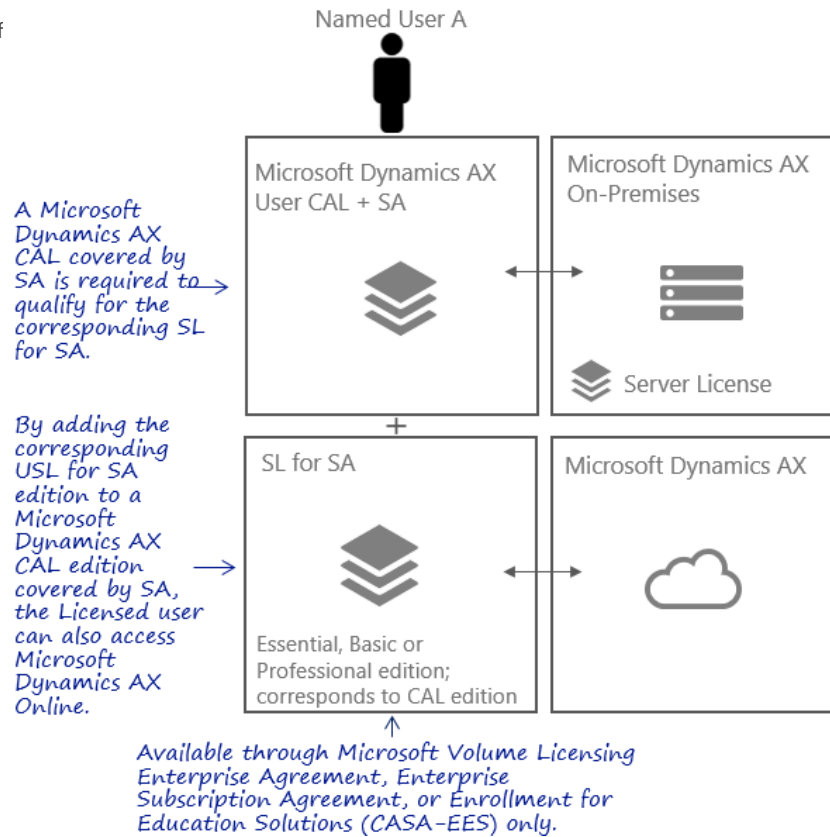 f
Named User A
Microsoft Dynamics AX
User CAL + SA
Microsoft Dynamics AX
On-Premises
A Microsoft
Dynamics AX
CAL covered by
SA is required to
qualify for the
corresponding SL
for SA.
Server License
+
By adding the
corresponding
USL for SA
edition to a
Microsoft
Dynamics AX
CAL edition
covered by SA,
the Licensed user
can also access
Microsoft
Dynamics AX
Online.
SL for SA
Essential, Basic or
Professional edition;
corresponds to CAL edition
Microsoft Dynamics AX
Available through Microsoft Volume Licensing
Enterprise Agreement, Enterprise
Subscription Agreement, or Enrollment for
Education Solutions (CASA-EES) only.